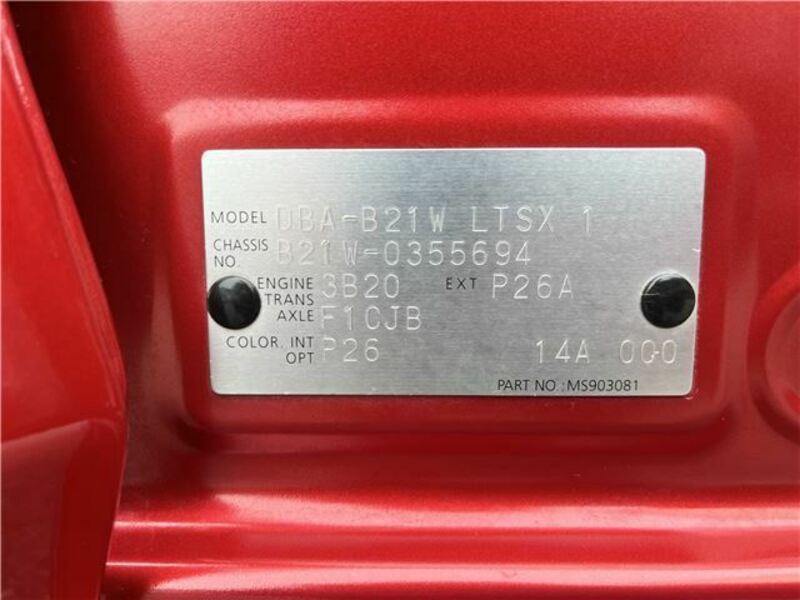 MODEL DBA-B21W LTSX 1
CHASSIS NO. B21W-0355694
ENGINE 3B20 EXT P26A
TRANS AXLE F1CJB
COLOR. INT OPT P26 14A 0G0
PART NO.:MS903081